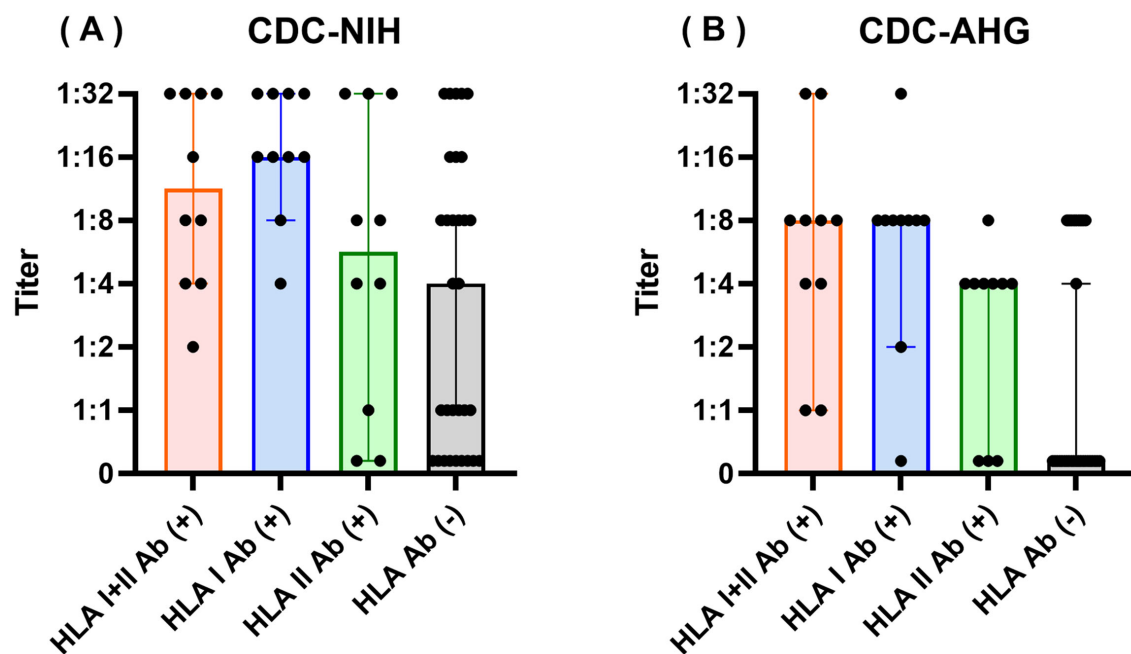 ( A ) CDC-NIH
Titer
1:32
1:16
1:8
1:4
1:2
1:1
0
HLA I+II Ab (+)
HLA I Ab (+)
HLA II Ab (+)
HLA Ab (-)
( B ) CDC-AHG
Titer
1:32
1:16
1:8
1:4
1:2
1:1
0
HLA I+II Ab (+)
HLA I Ab (+)
HLA II Ab (+)
HLA Ab (-)